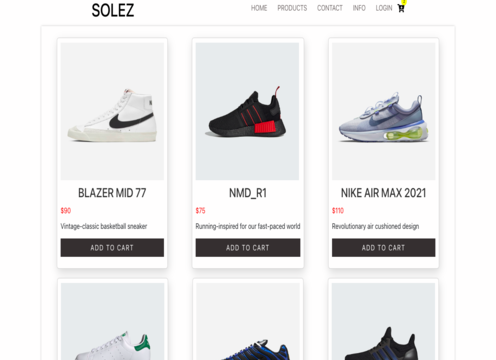 SOLEZ
HOME PRODUCTS CONTACT INFO LOGIN
BLAZER MID 77
$90
Vintage-classic basketball sneaker
ADD TO CART
NMD_R1
$75
Running-inspired for our fast-paced world
ADD TO CART
NIKE AIR MAX 2021
$110
Revolutionary air cushioned design
ADD TO CART